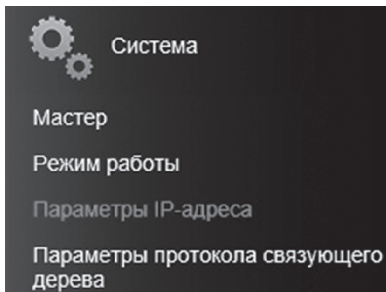 Система
Мастер
Режим работы
Параметры IP-адреса
Параметры протокола связующего
дерева